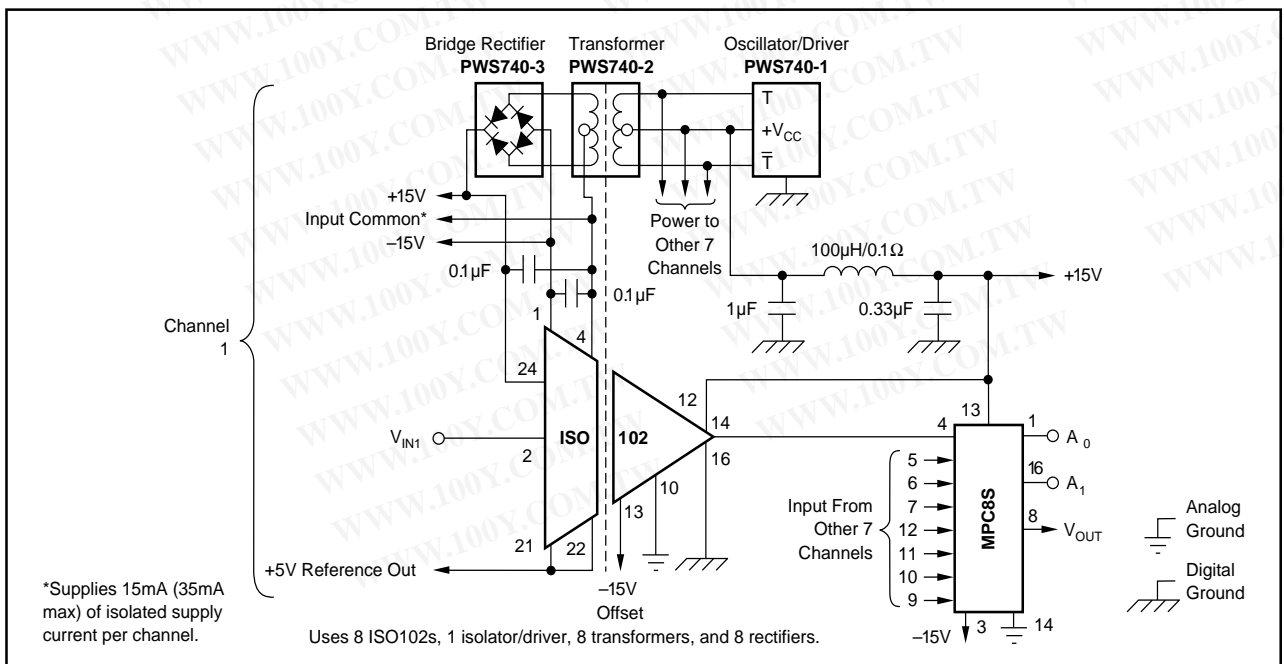 Bridge Rectifier
PWS740-3
Transformer
PWS740-2
Oscillator/Driver
PWS740-1
T
+VCC
T̅
+15V
Input Common*
–15V
Power to
Other 7
Channels
0.1µF
0.1µF
100µH/0.1Ω
+15V
1µF
0.33µF
Channel
1
1
4
24
VIN1
2
ISO
102
12
14
16
10
13
21
22
+5V Reference Out
–15V
Offset
4
13
1
A0
16
A1
8
VOUT
MPC8S
5
6
7
12
11
10
9
Input From
Other 7
Channels
–15V
3
14
Analog
Ground
Digital
Ground
*Supplies 15mA (35mA
max) of isolated supply
current per channel.
Uses 8 ISO102s, 1 isolator/driver, 8 transformers, and 8 rectifiers.
WWW.100Y.COM.TW